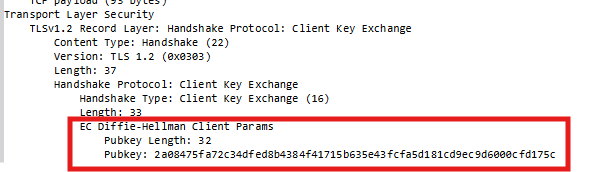 TCP payload (93 bytes)
Transport Layer Security
TLSv1.2 Record Layer: Handshake Protocol: Client Key Exchange
Content Type: Handshake (22)
Version: TLS 1.2 (0x0303)
Length: 37
Handshake Protocol: Client Key Exchange
Handshake Type: Client Key Exchange (16)
Length: 33
EC Diffie-Hellman Client Params
Pubkey Length: 32
Pubkey: 2a08475fa72c34dfed8b4384f41715b635e43fcfa5d181cd9ec9d6000cfd175c